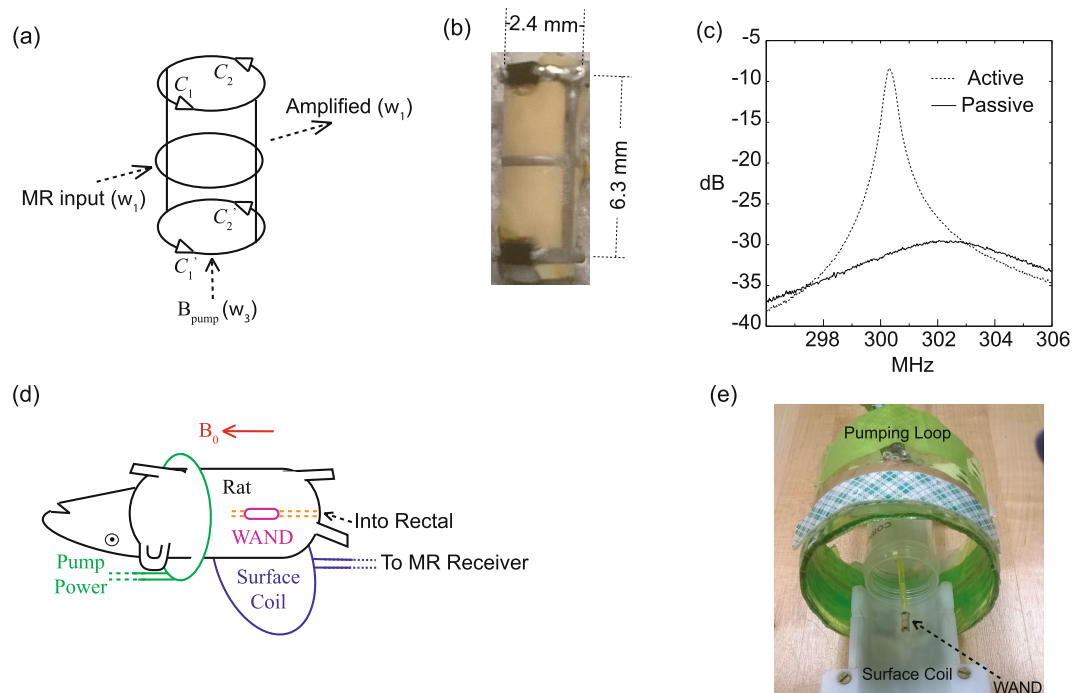 (a)
C1
C2
Amplified (w1)
MR input (w1)
C2'
C1'
Bpump (w3)
(b)
2.4 mm
6.3 mm
(c)
-5
-10
-15
-20
-25
-30
-35
-40
dB
Active
Passive
298 300 302 304 306
MHz
(d)
B0
Rat
WAND
Into Rectal
Pump
Power
Surface
Coil
To MR Receiver
(e)
Pumping Loop
Surface Coil
WAND